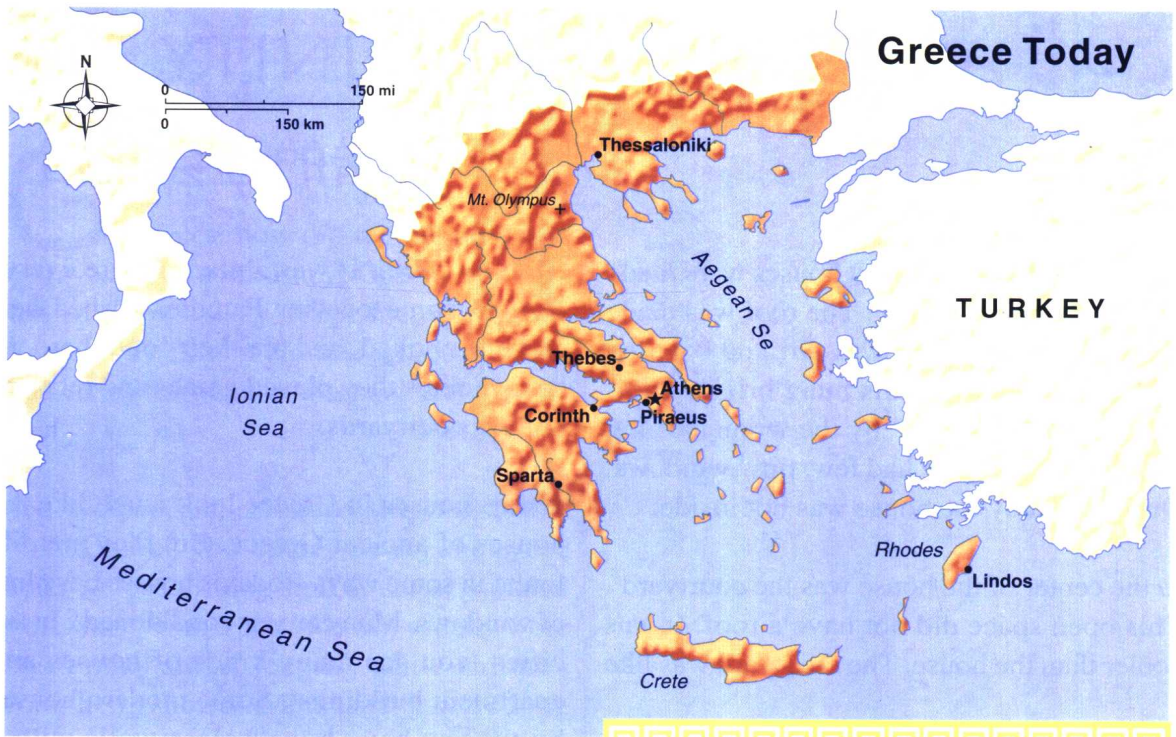 Greece Today
N
0 150 mi
0 150 km
Thessaloniki
Mt. Olympus
Aegean Se
TURKEY
Thebes
Athens
Ionian
Sea
Corinth
Piraeus
Sparta
Mediterranean Sea
Rhodes
Lindos
Crete